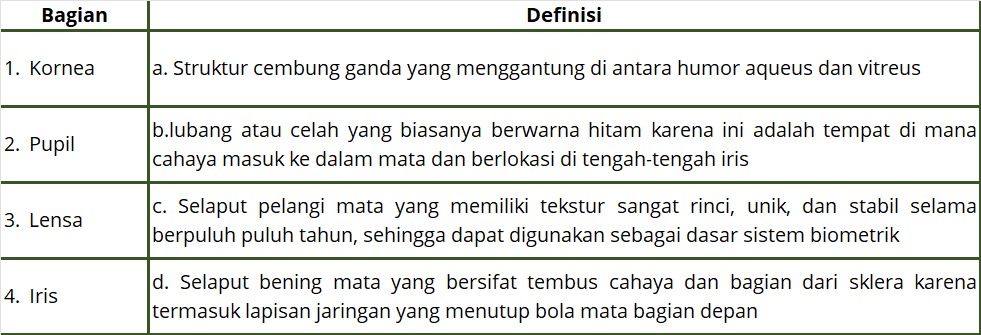 Bagian Definisi
1. Kornea a. Struktur cembung ganda yang menggantung di antara humor aqueus dan vitreus
2. Pupil b.lubang atau celah yang biasanya berwarna hitam karena ini adalah tempat di mana
cahaya masuk ke dalam mata dan berlokasi di tengah-tengah iris
3. Lensa c. Selaput pelangi mata yang memiliki tekstur sangat rinci, unik, dan stabil selama
berpuluh puluh tahun, sehingga dapat digunakan sebagai dasar sistem biometrik
4. Iris d. Selaput bening mata yang bersifat tembus cahaya dan bagian dari sklera karena
termasuk lapisan jaringan yang menutup bola mata bagian depan